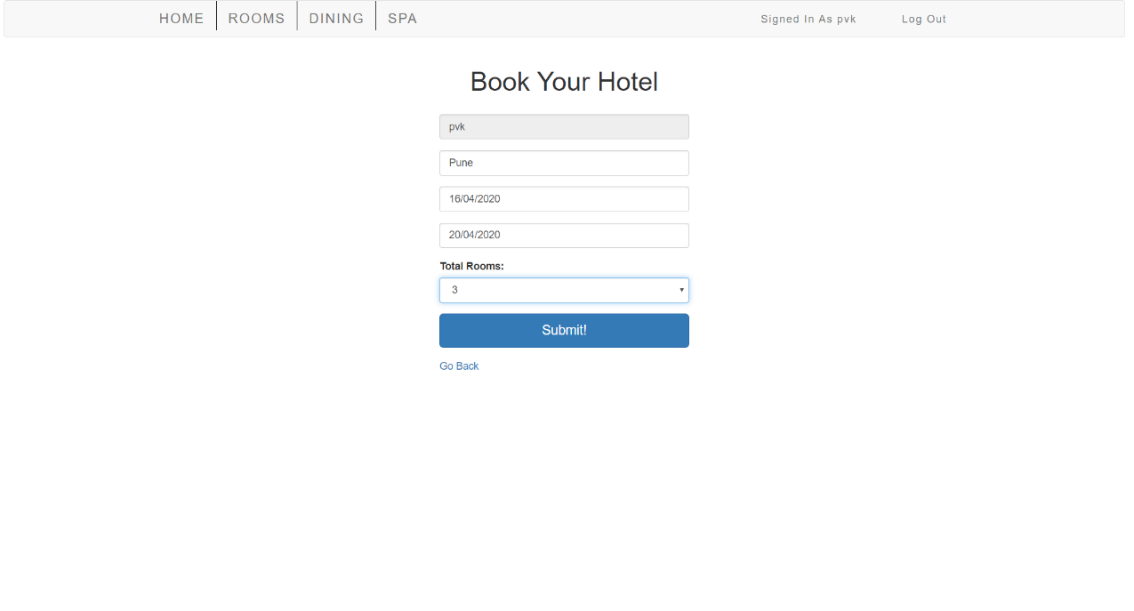 HOME ROOMS DINING SPA Signed In As pvk Log Out
Book Your Hotel
pvk
Pune
16/04/2020
20/04/2020
Total Rooms:
3
Submit!
Go Back